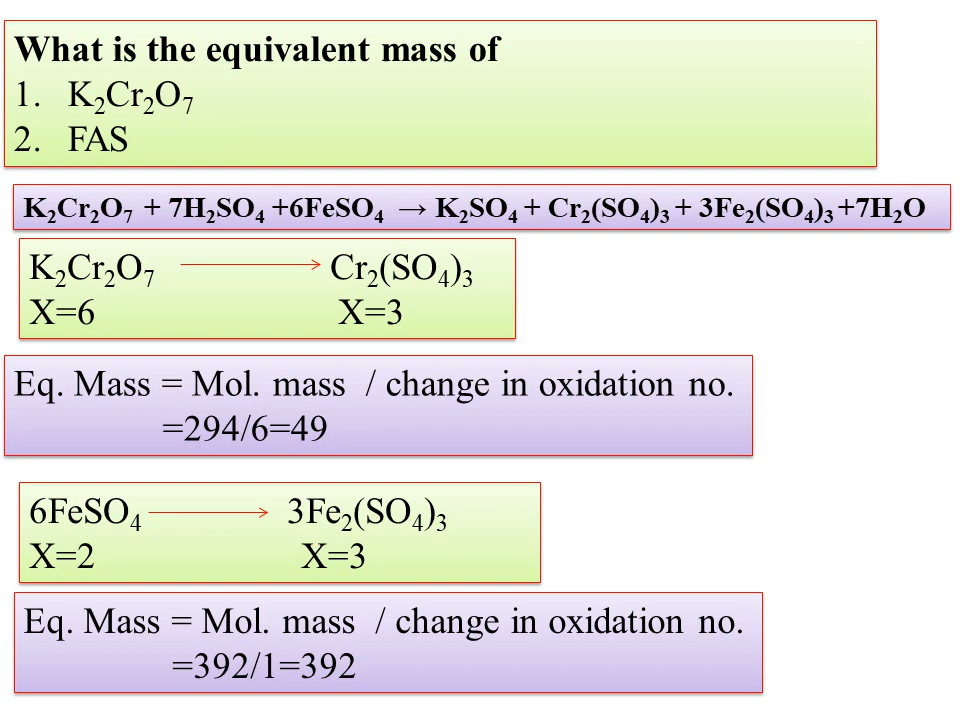 What is the equivalent mass of
1. K₂Cr₂O₇
2. FAS
K₂Cr₂O₇ + 7H₂SO₄ +6FeSO₄ → K₂SO₄ + Cr₂(SO₄)₃ + 3Fe₂(SO₄)₃ +7H₂O
K₂Cr₂O₇ → Cr₂(SO₄)₃
X=6 X=3
Eq. Mass = Mol. mass / change in oxidation no.
=294/6=49
6FeSO₄ → 3Fe₂(SO₄)₃
X=2 X=3
Eq. Mass = Mol. mass / change in oxidation no.
=392/1=392